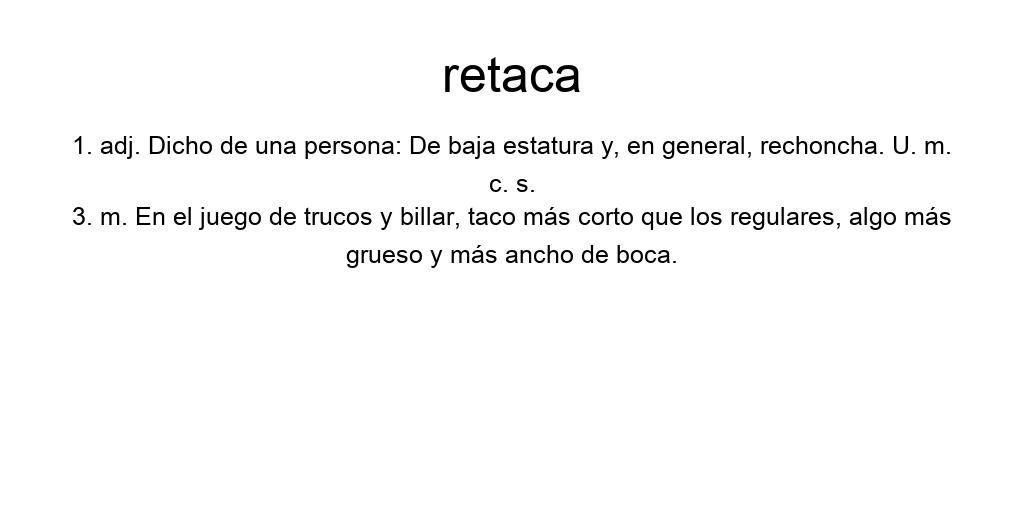 retaca
1. adj. Dicho de una persona: De baja estatura y, en general, rechoncha. U. m.
c. s.
3. m. En el juego de trucos y billar, taco más corto que los regulares, algo más
grueso y más ancho de boca.